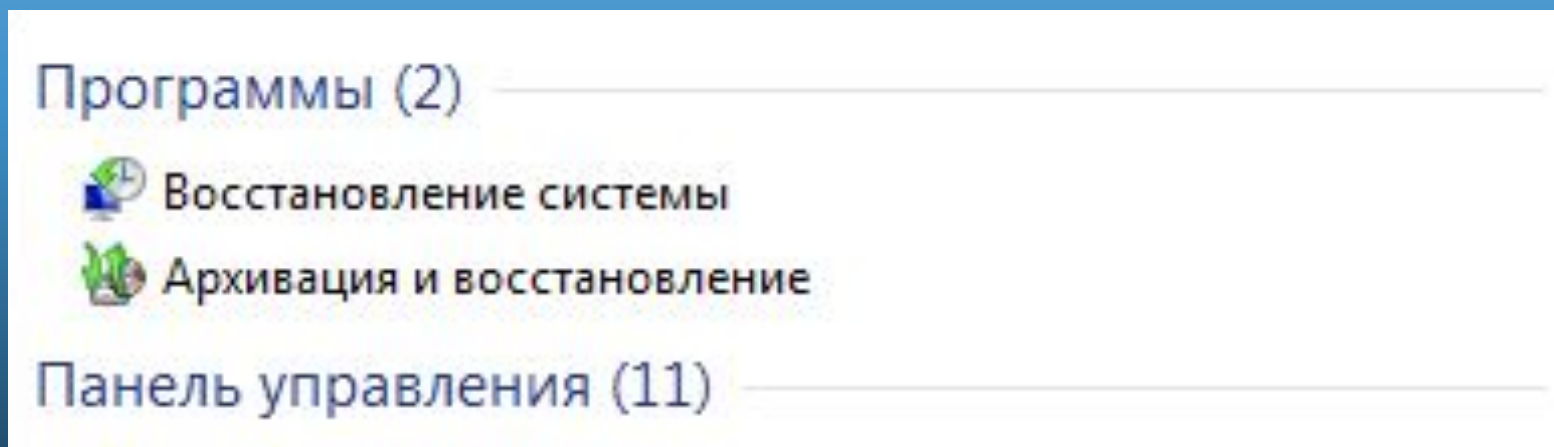 Программы (2)
Восстановление системы
Архивация и восстановление
Панель управления (11)